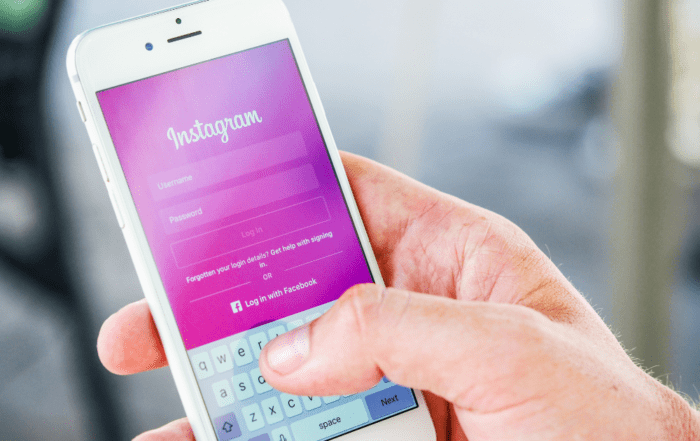 Instagram
Username
Password
Log in
Forgotten your login details? Get help with signing
in.
OR
f Log in with Facebook
q w e r
a s
z x c
space Next